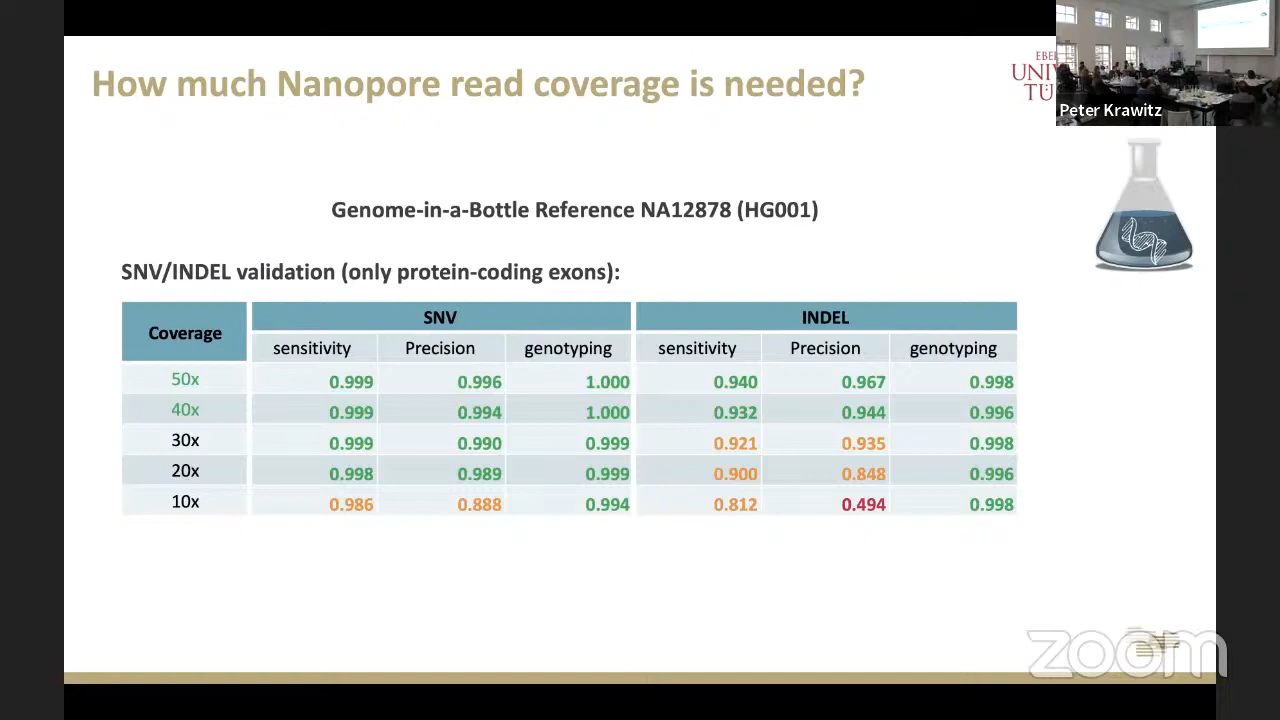 How much Nanopore read coverage is needed?
Peter Krawitz
Genome-in-a-Bottle Reference NA12878 (HG001)
SNV/INDEL validation (only protein-coding exons):
Coverage SNV INDEL
sensitivity Precision genotyping sensitivity Precision genotyping
50x 0.999 0.996 1.000 0.940 0.967 0.998
40x 0.999 0.994 1.000 0.932 0.944 0.996
30x 0.999 0.990 0.999 0.921 0.935 0.998
20x 0.998 0.989 0.999 0.900 0.848 0.996
10x 0.986 0.888 0.994 0.812 0.494 0.998
zoom